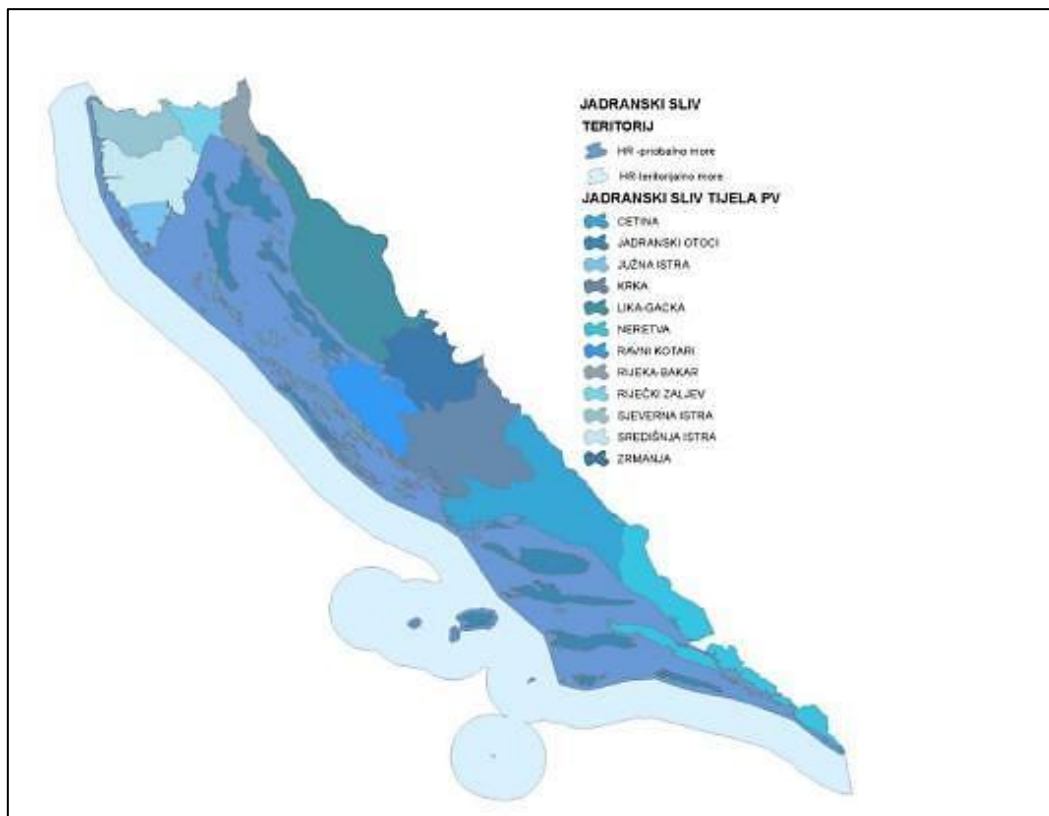 JADRANSKI SLIV
TERITORIJ
HR -priobalno more
HR-teritorijalno more
JADRANSKI SLIV TIJELA PV
CETINA
JADRANSKI OTOCI
JUŽNA ISTRA
KRKA
LIKA-GACKA
NERETVA
RAVNI KOTARI
RIJEKA-BAKAR
RIJEČKI ZALJEV
SJEVERNA ISTRA
SREDIŠNJA ISTRA
ZRMANJA